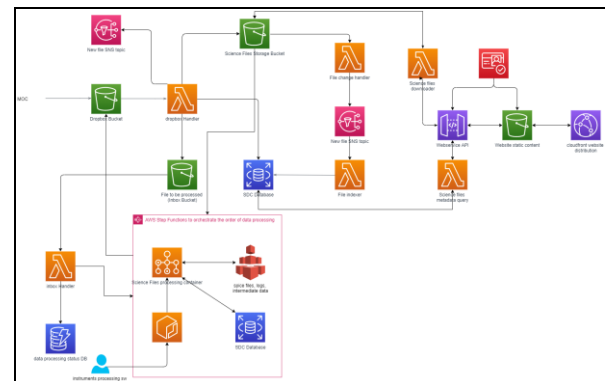 New file SNS topic
Science Files Storage Bucket
File change handler
Science files
downloader
MOC
Dropbox Bucket
dropbox Handler
New file SNS topic
Webservice API
Website static content
cloudfront website
distribution
File to be processed
(inbox Bucket)
SDC Database
File indexer
Science files
metadata query
AWS Step Functions to orchestrate the order of data processing
inbox Handler
Science Files processing container
spice files, logs,
intermediate data
data processing status DB
SDC Database
instruments processing sw